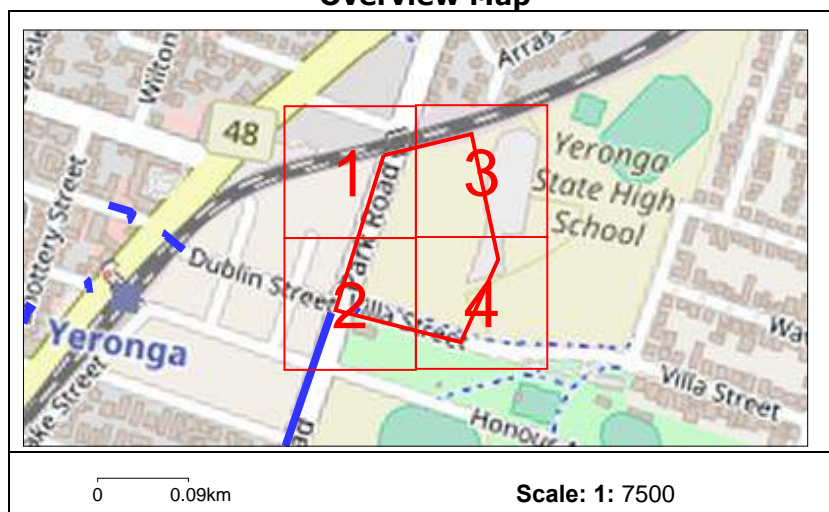 Overview Map
Wilton
Arras
48
1
3
Yeronga
State High
School
Park Road
Dublin Street
Villa Street
2
4
Yeronga
Villa Street
Honour
0
0.09km
Scale: 1: 7500